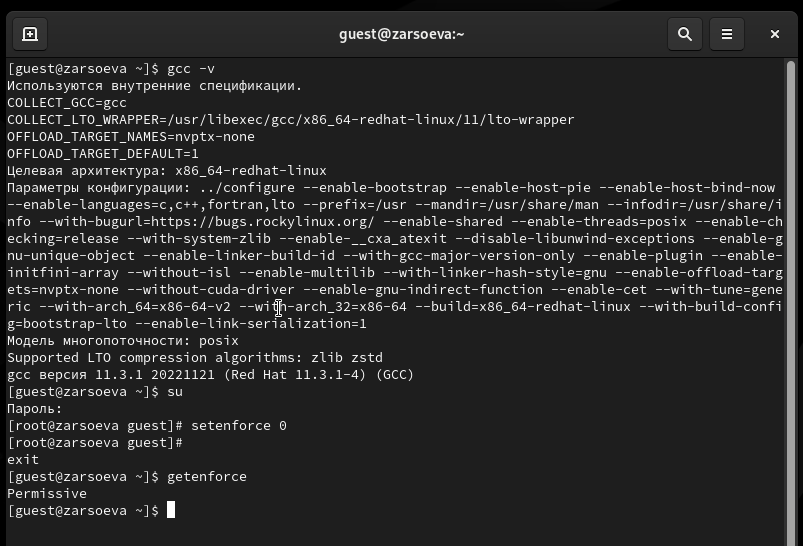 guest@zarsoeva:~
[guest@zarsoeva ~]$ gcc -v
Используются внутренние спецификации.
COLLECT_GCC=gcc
COLLECT_LTO_WRAPPER=/usr/libexec/gcc/x86_64-redhat-linux/11/lto-wrapper
OFFLOAD_TARGET_NAMES=nvptx-none
OFFLOAD_TARGET_DEFAULT=1
Целевая архитектура: x86_64-redhat-linux
Параметры конфигурации: ../configure --enable-bootstrap --enable-host-pie --enable-host-bind-now
--enable-languages=c,c++,fortran,lto --prefix=/usr --mandir=/usr/share/man --infodir=/usr/share/i
nfo --with-bugurl=https://bugs.rockylinux.org/ --enable-shared --enable-threads=posix --enable-ch
ecking=release --with-system-zlib --enable-__cxa_atexit --disable-libunwind-exceptions --enable-g
nu-unique-object --enable-linker-build-id --with-gcc-major-version-only --enable-plugin --enable-
initfini-array --without-isl --enable-multilib --with-linker-hash-style=gnu --enable-offload-targ
ets=nvptx-none --without-cuda-driver --enable-gnu-indirect-function --enable-cet --with-tune=gene
ric --with-arch_64=x86-64-v2 --with-arch_32=x86-64 --build=x86_64-redhat-linux --with-build-confi
g=bootstrap-lto --enable-link-serialization=1
Модель многопоточности: posix
Supported LTO compression algorithms: zlib zstd
gcc версия 11.3.1 20221121 (Red Hat 11.3.1-4) (GCC)
[guest@zarsoeva ~]$ su
Пароль:
[root@zarsoeva guest]# setenforce 0
[root@zarsoeva guest]#
exit
[guest@zarsoeva ~]$ getenforce
Permissive
[guest@zarsoeva ~]$